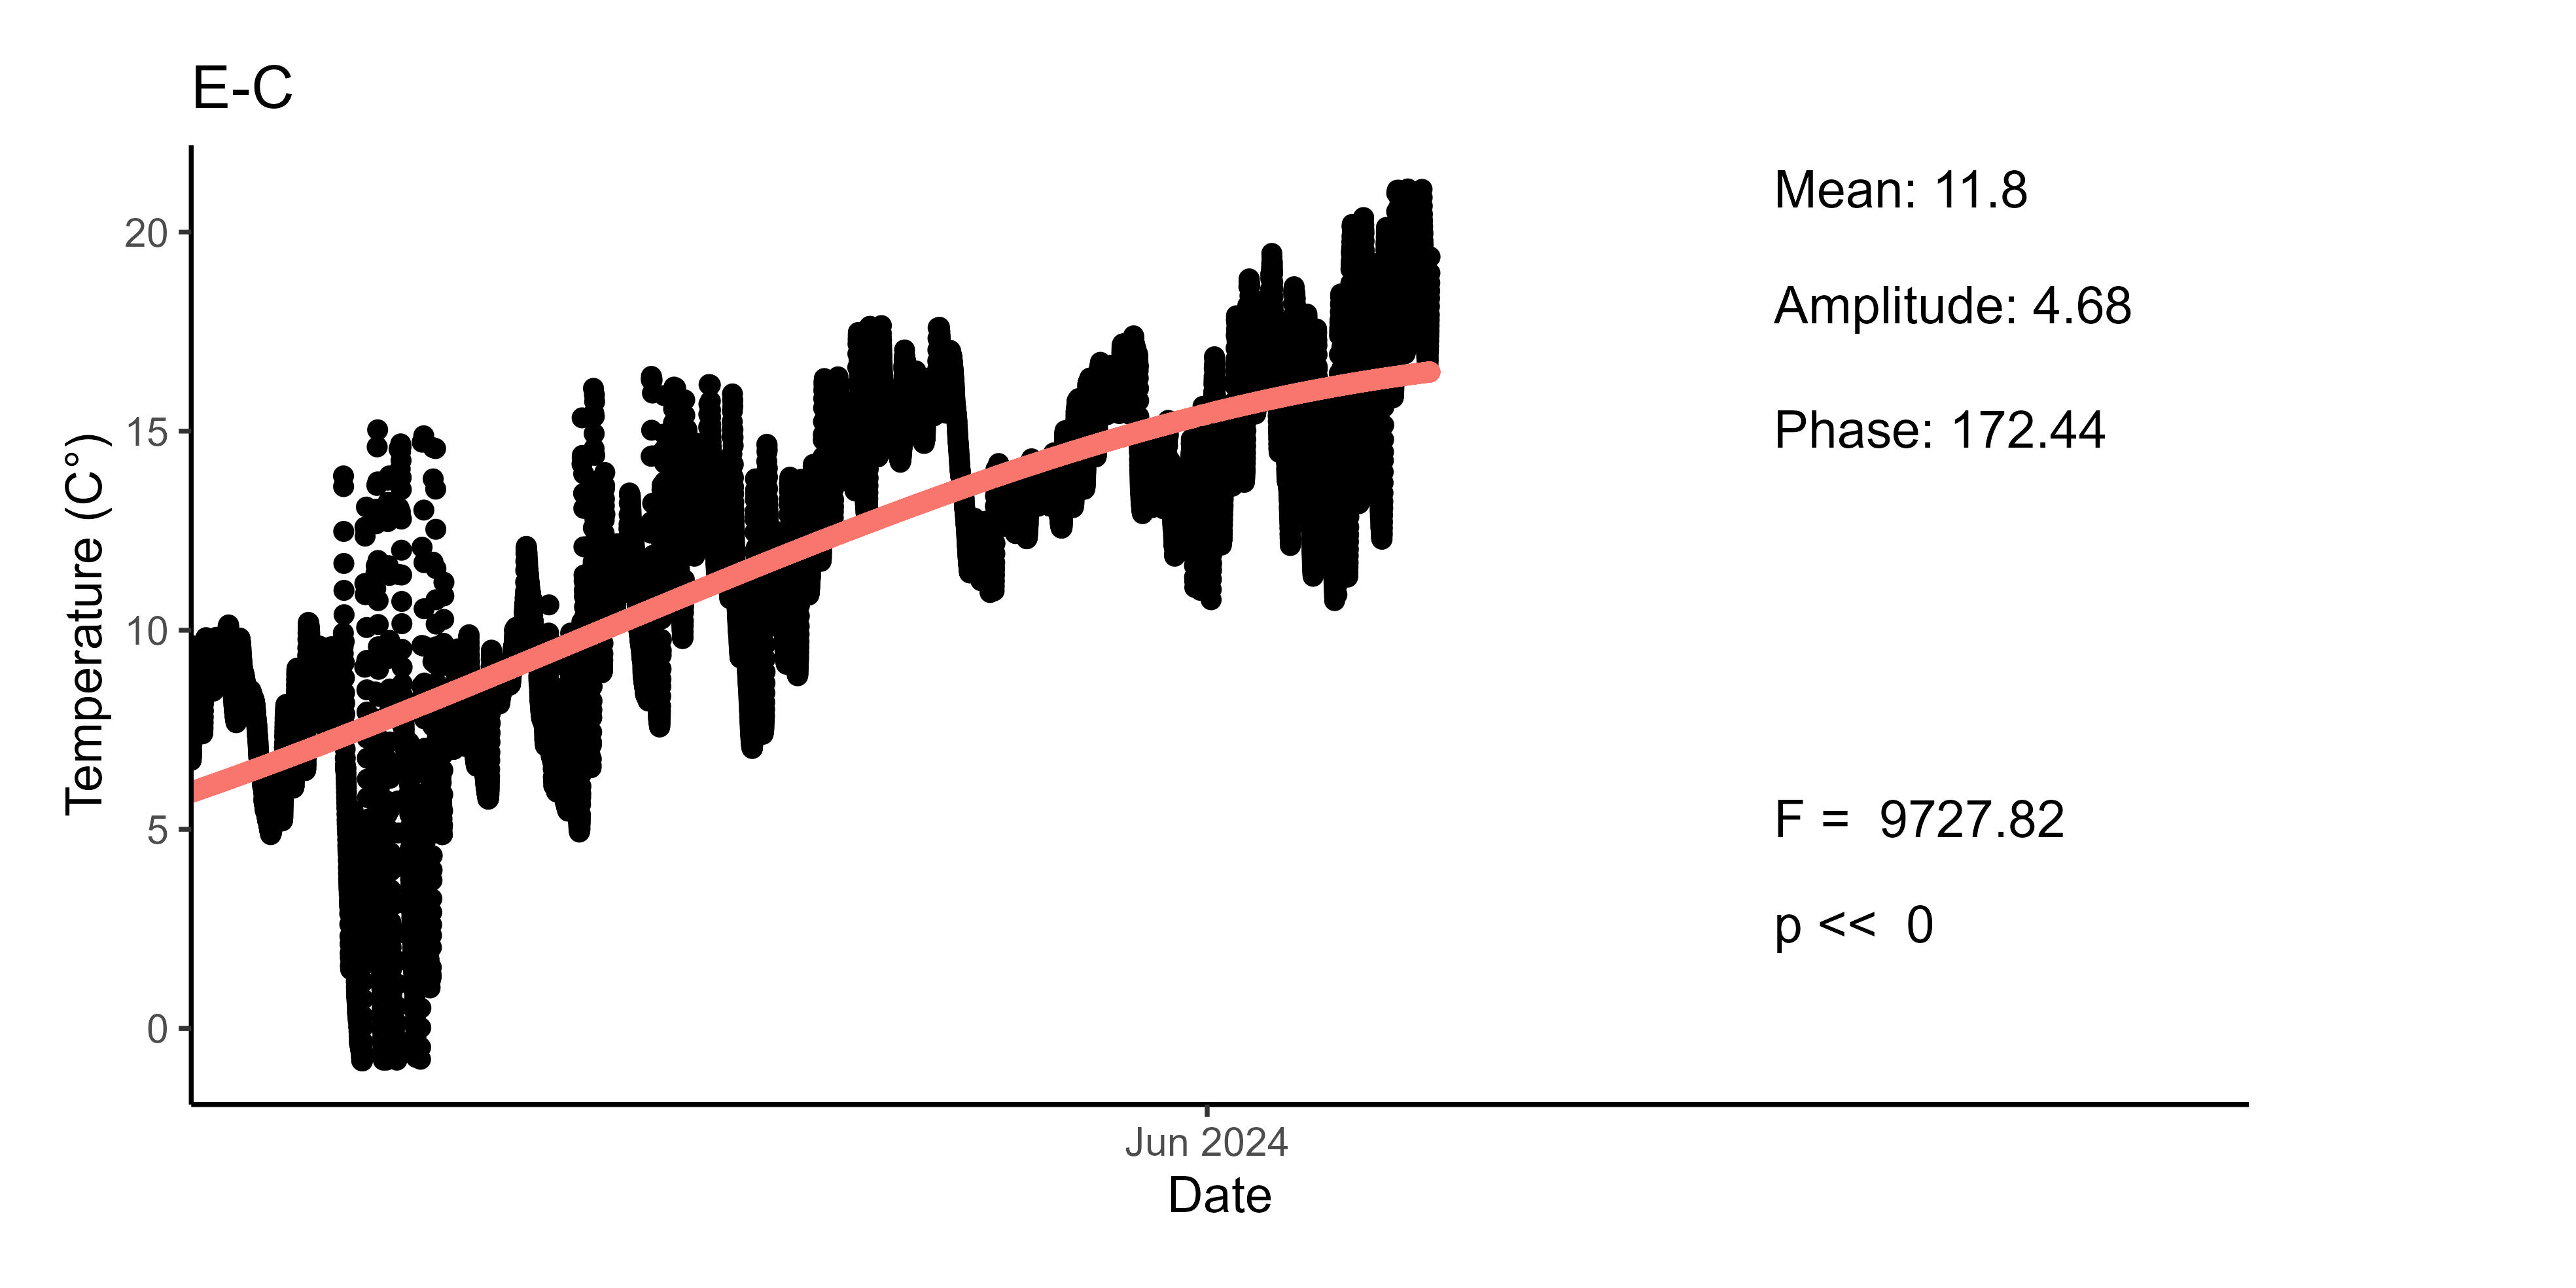 E-C
Temperature (C°)
20
15
10
5
0
Jun 2024
Date
Mean: 11.8
Amplitude: 4.68
Phase: 172.44
F =  9727.82
p <<  0